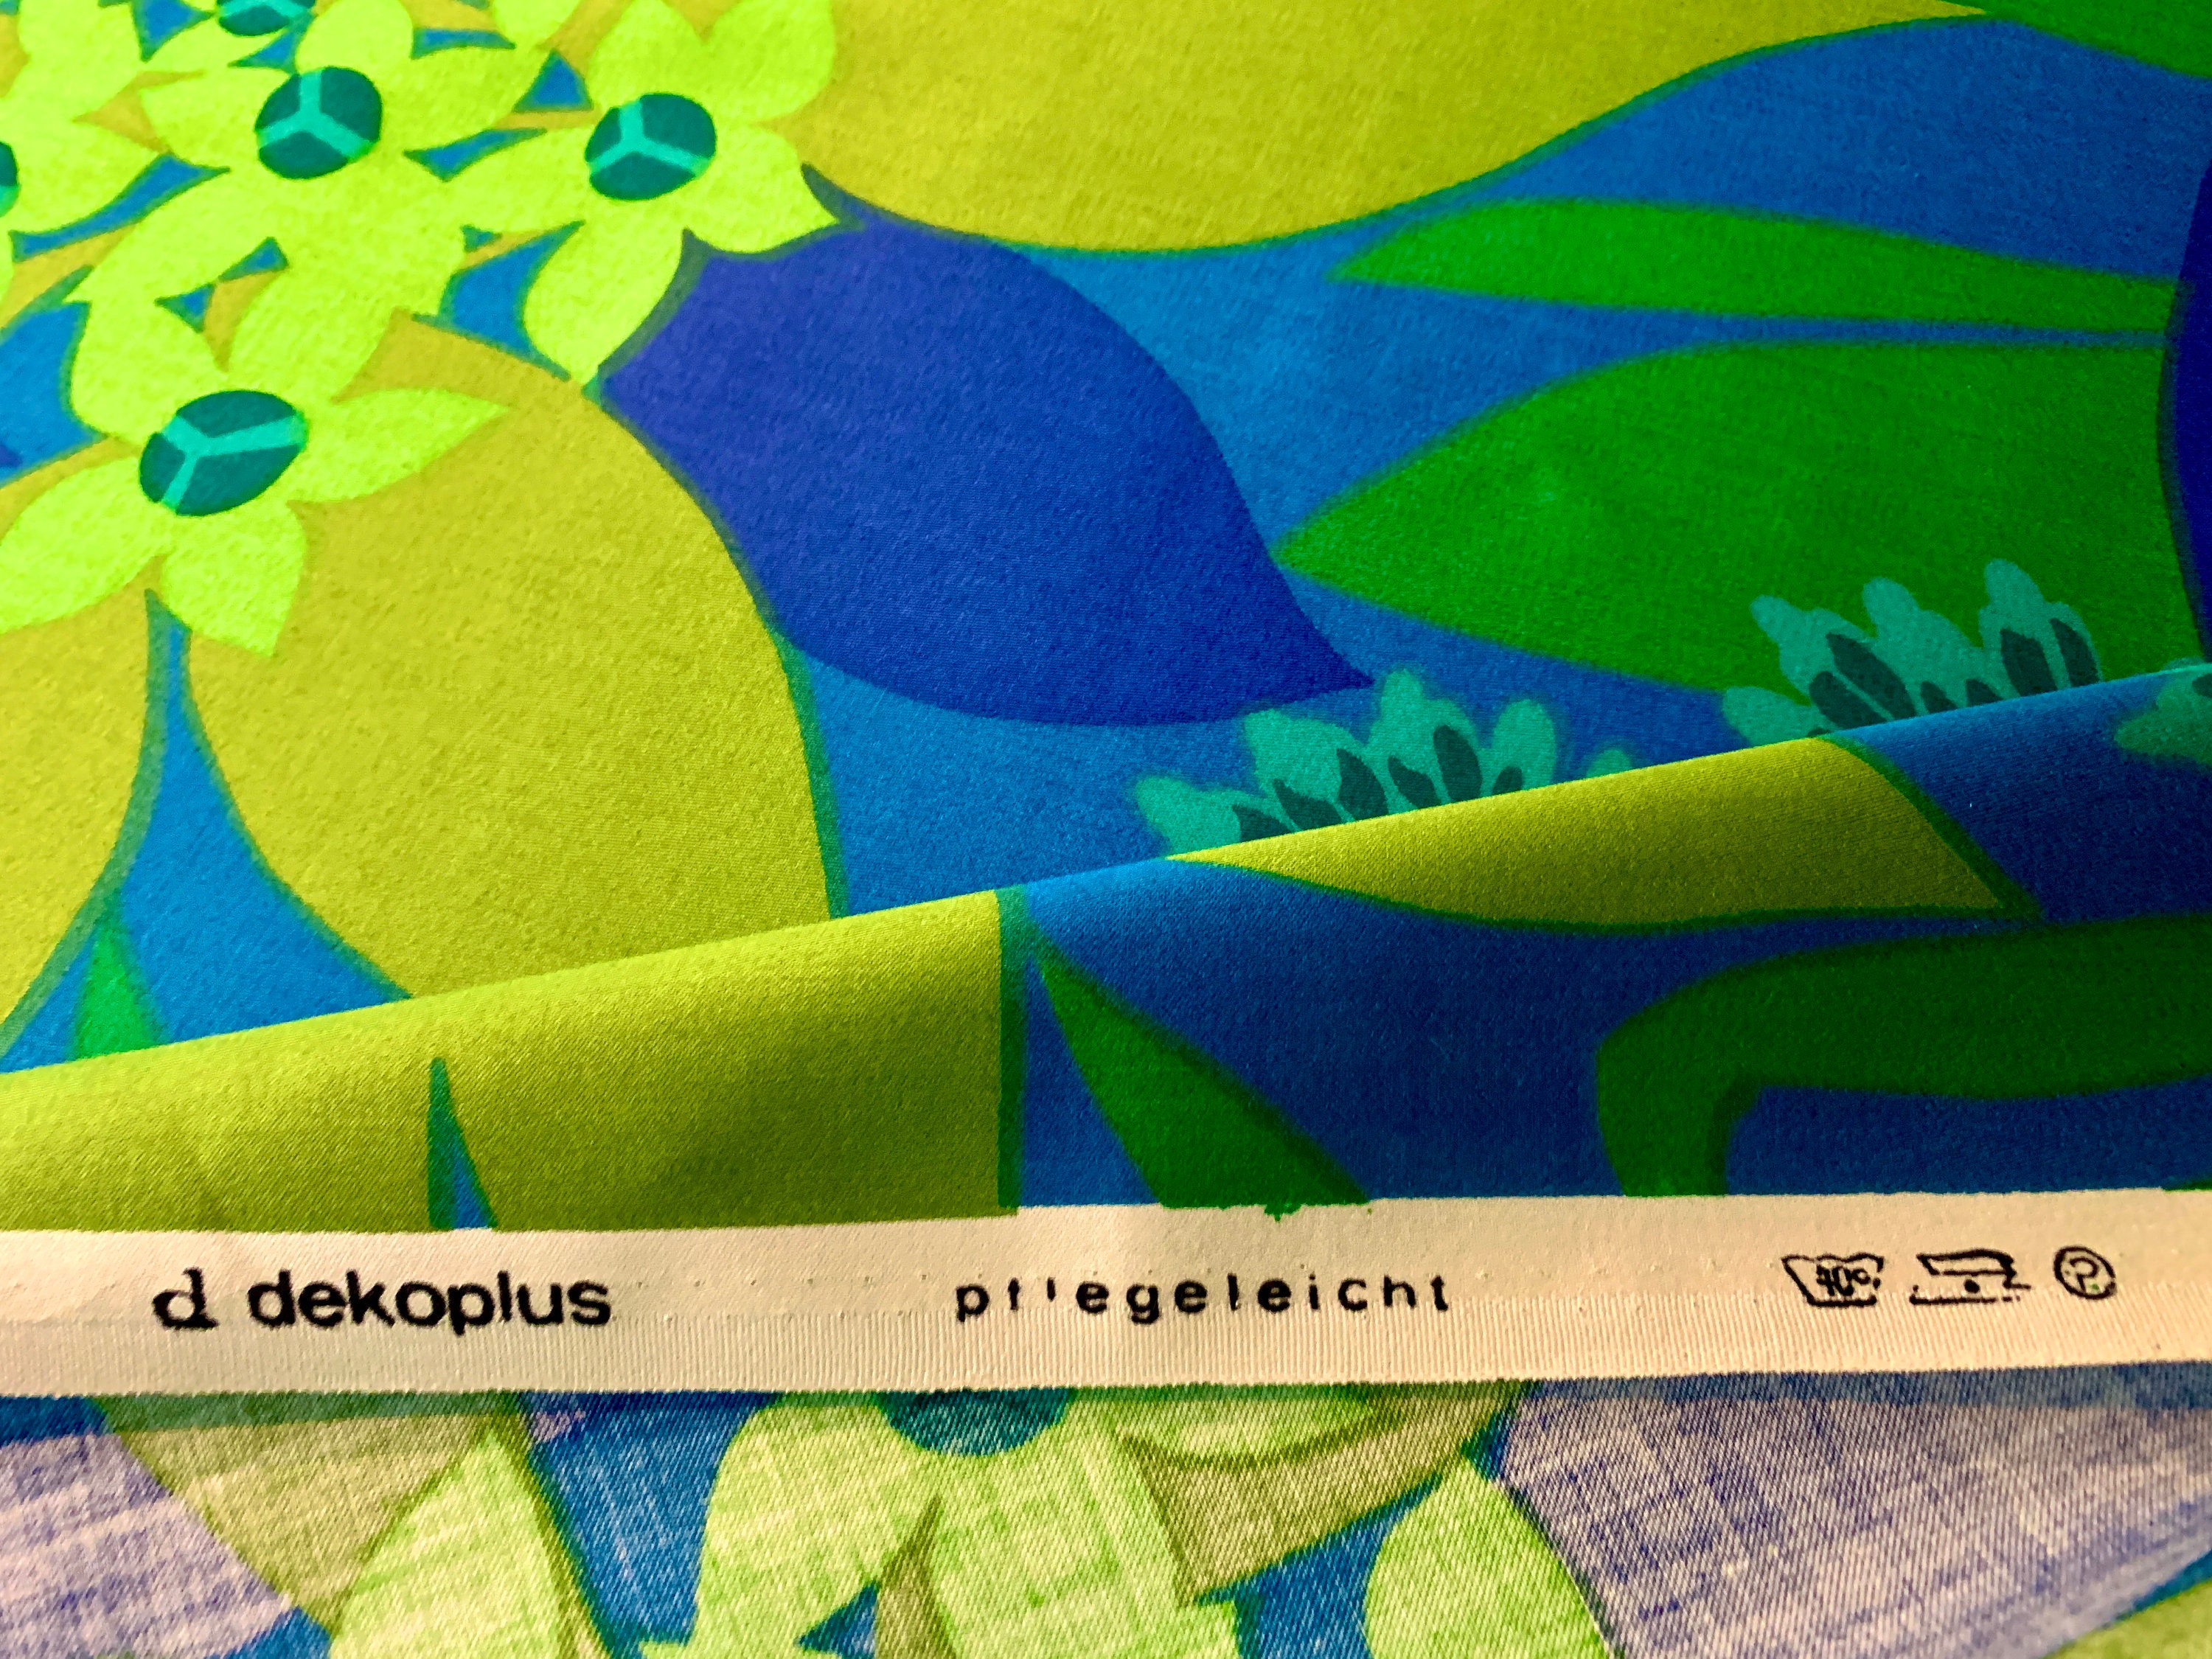 d dekoplus pflegeleicht 40° P